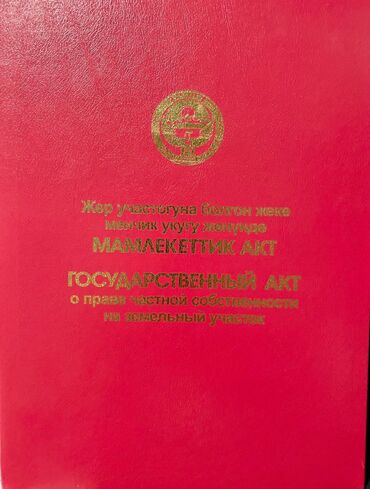 Жер участогуна болгон жеке
менчик укугу жөнүндө
МАМЛЕКЕТТИК АКТ
ГОСУДАРСТВЕННЫЙ АКТ
о праве частной собственности
на земельный участок